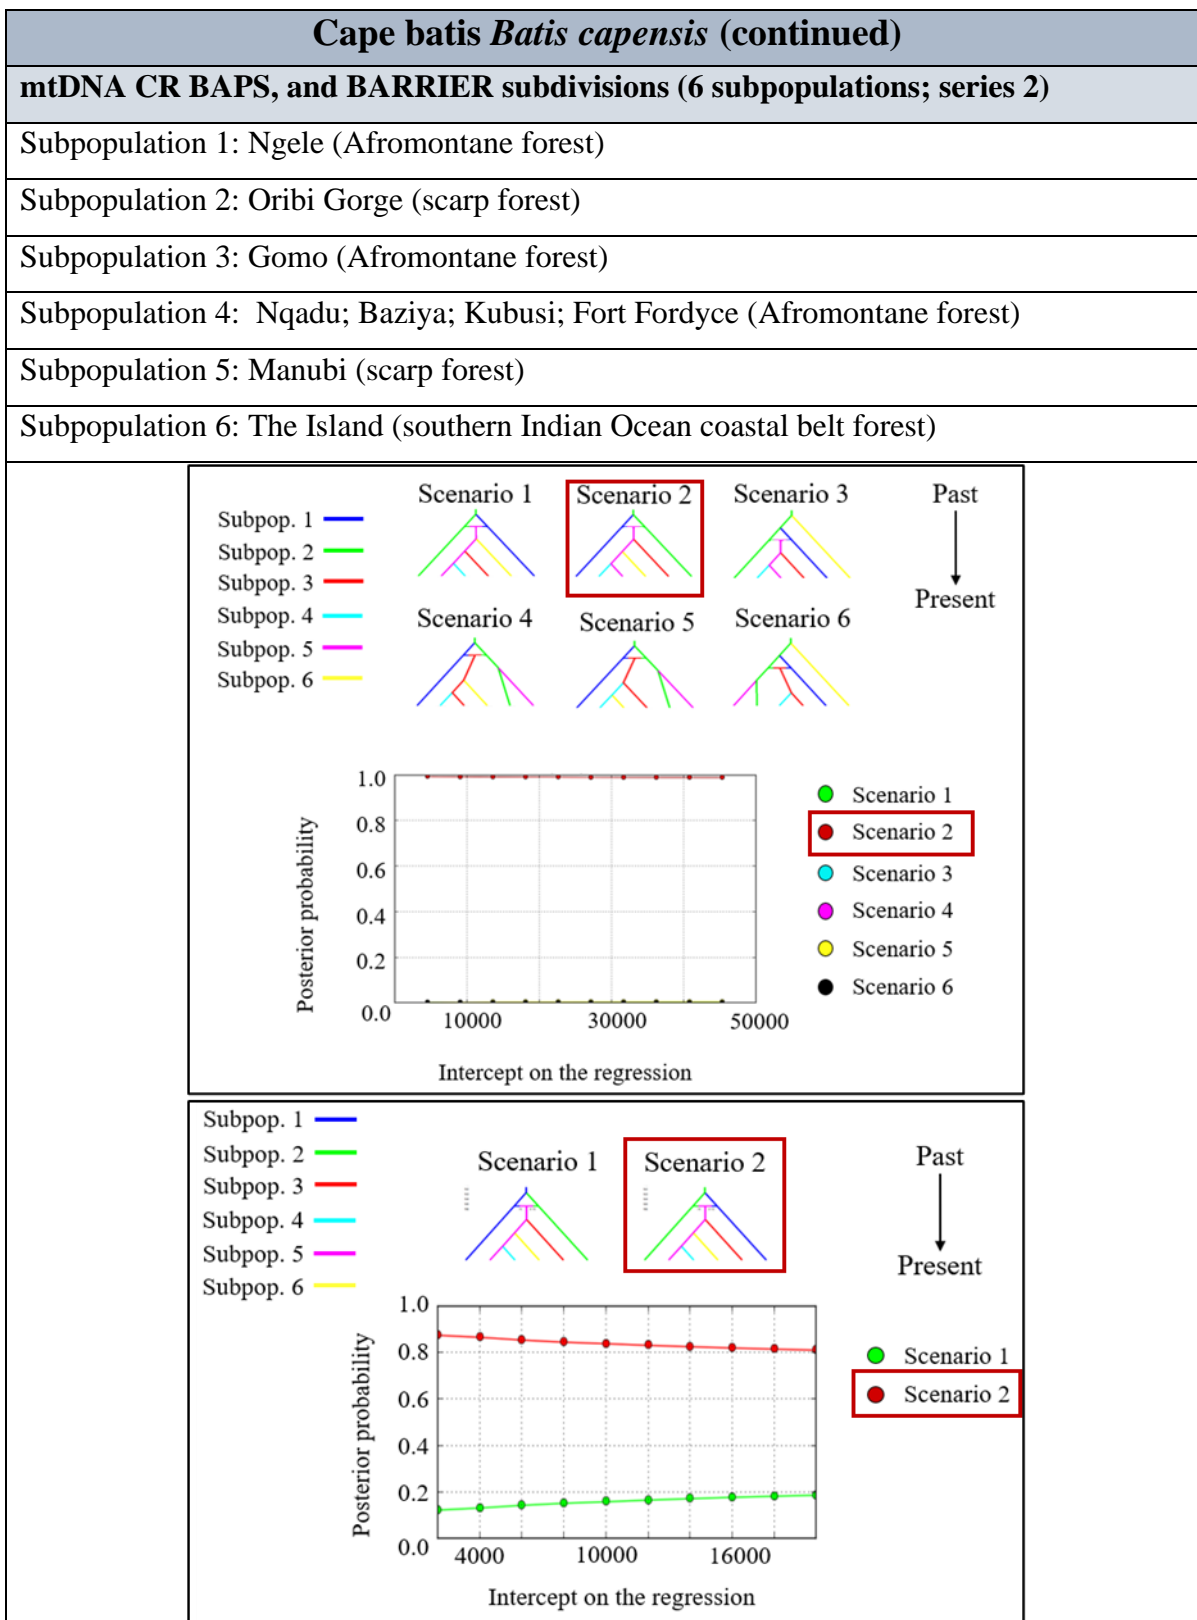 Cape batis Batis capensis (continued)
mtDNA CR BAPS, and BARRIER subdivisions (6 subpopulations; series 2)
Subpopulation 1: Ngele (Afromontane forest)
Subpopulation 2: Oribi Gorge (scarp forest)
Subpopulation 3: Gomo (Afromontane forest)
Subpopulation 4: Nqadu; Baziya; Kubusi; Fort Fordyce (Afromontane forest)
Subpopulation 5: Manubi (scarp forest)
Subpopulation 6: The Island (southern Indian Ocean coastal belt forest)
Scenario 1 Scenario 2 Scenario 3 Past
Subpop. 1
Subpop. 2
Subpop. 3
Subpop. 4
Subpop. 5
Subpop. 6
Present
Scenario 4 Scenario 5 Scenario 6
Posterior probability
1.0
0.8
0.6
0.4
0.2
0.0
10000 30000 50000
Intercept on the regression
Scenario 1
Scenario 2
Scenario 3
Scenario 4
Scenario 5
Scenario 6
Subpop. 1
Subpop. 2
Subpop. 3
Subpop. 4
Subpop. 5
Subpop. 6
Scenario 1 Scenario 2 Past
Present
Posterior probability
1.0
0.8
0.6
0.4
0.2
0.0
4000 10000 16000
Intercept on the regression
Scenario 1
Scenario 2